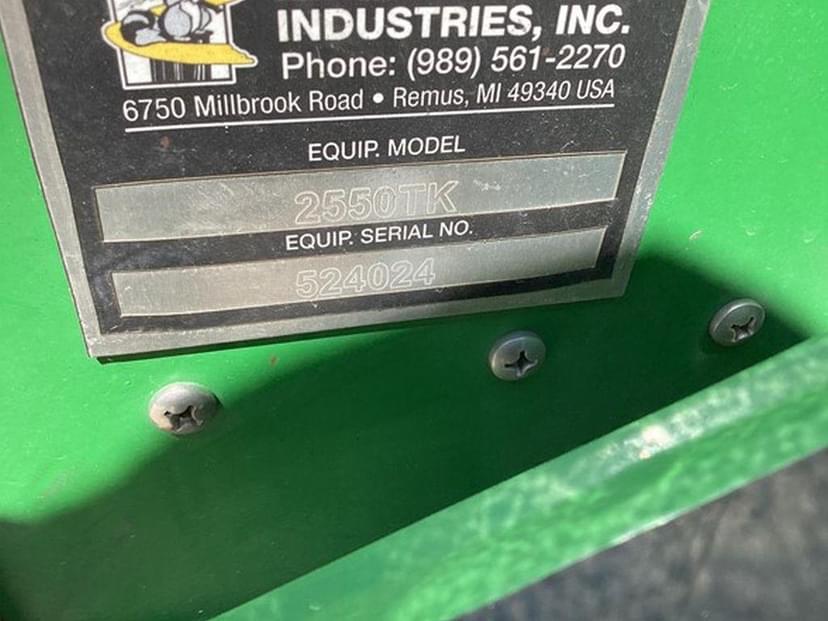 INDUSTRIES, INC.
Phone: (989) 561-2270
6750 Millbrook Road • Remus, MI 49340 USA
EQUIP. MODEL
2550TK
EQUIP. SERIAL NO.
524024